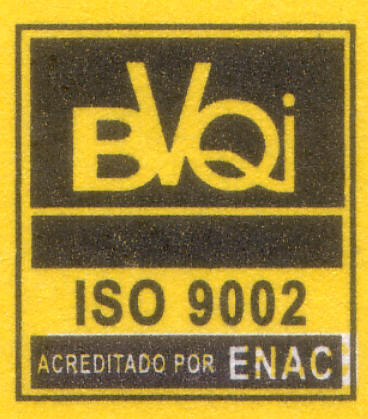 BVQi
ISO 9002
ACREDITADO POR ENAC